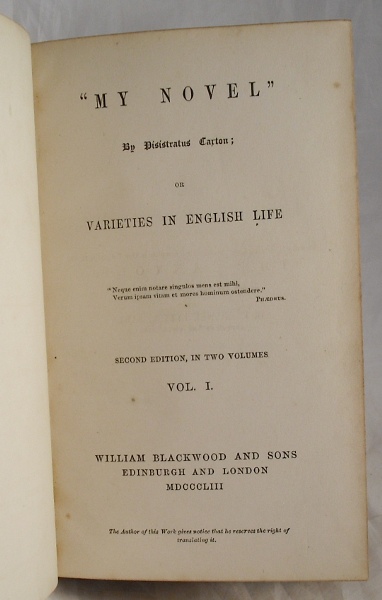 "MY NOVEL"
By Pisistratus Caxton;
OR
VARIETIES IN ENGLISH LIFE
"Neque enim notare singulos mens est mihi,
Verum ipsam vitam et mores hominum ostendere."
PHÆDRUS.
SECOND EDITION, IN TWO VOLUMES
VOL. I.
WILLIAM BLACKWOOD AND SONS
EDINBURGH AND LONDON
MDCCCLIII
The Author of this Work gives notice that he reserves the right of
translating it.